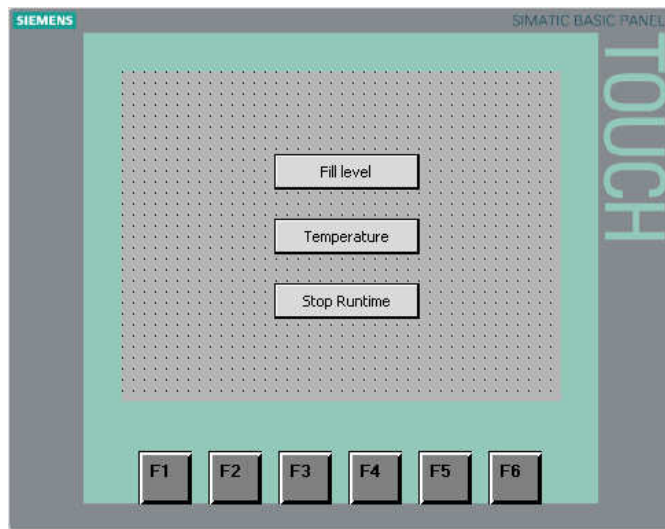 SIEMENS
SIMATIC BASIC PANEL
TOUCH
Fill level
Temperature
Stop Runtime
F1 F2 F3 F4 F5 F6